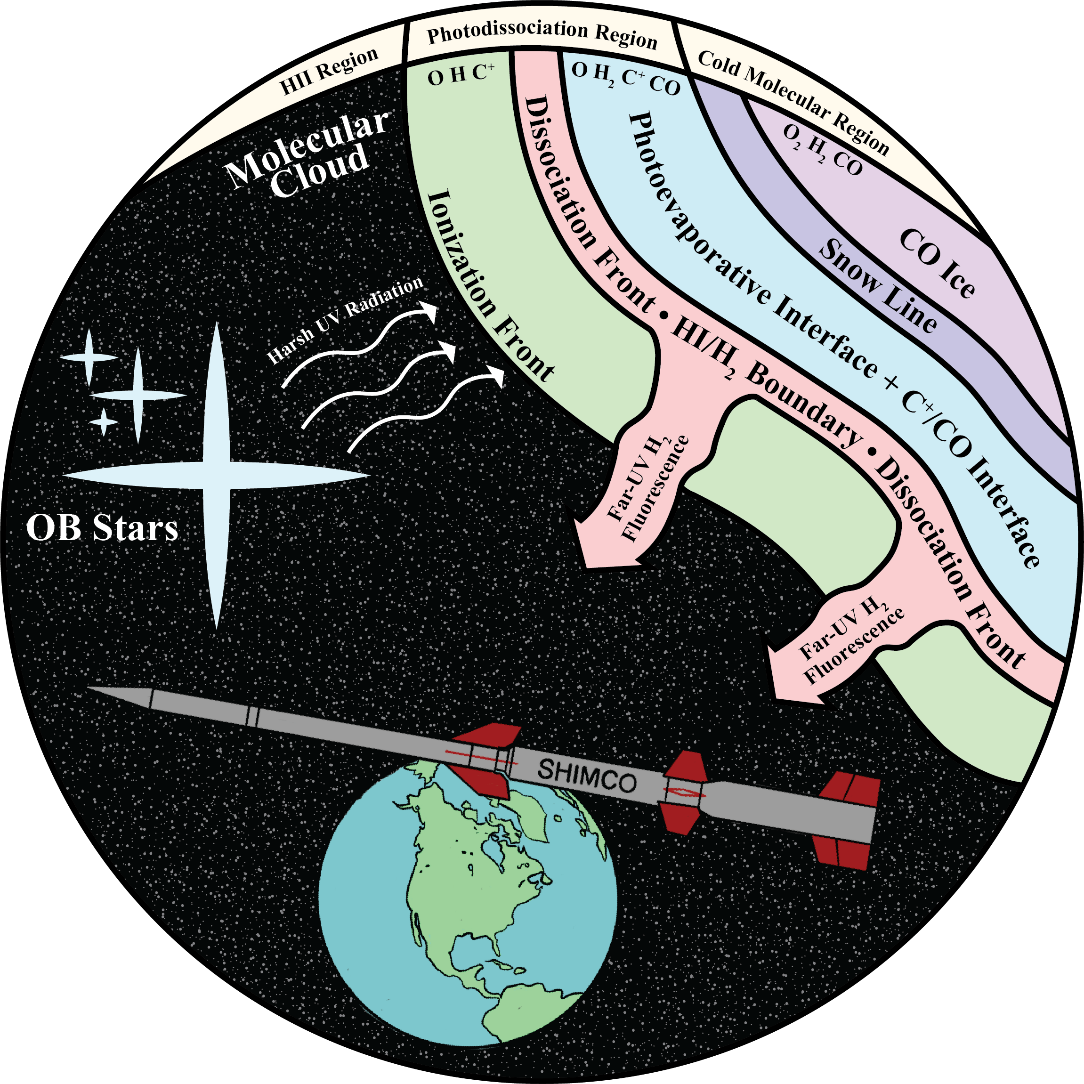 HII Region
Photodissociation Region
Cold Molecular Region
Molecular
Cloud
O H C⁺
O H₂ C⁺ CO
O₂ H₂ CO
Ionization Front
Dissociation Front • HI/H₂ Boundary • Dissociation Front
Photoevaporative Interface + C⁺/CO Interface
Snow Line
CO Ice
Harsh UV Radiation
Far-UV H₂
Fluorescence
Far-UV H₂
Fluorescence
OB Stars
SHIMCO